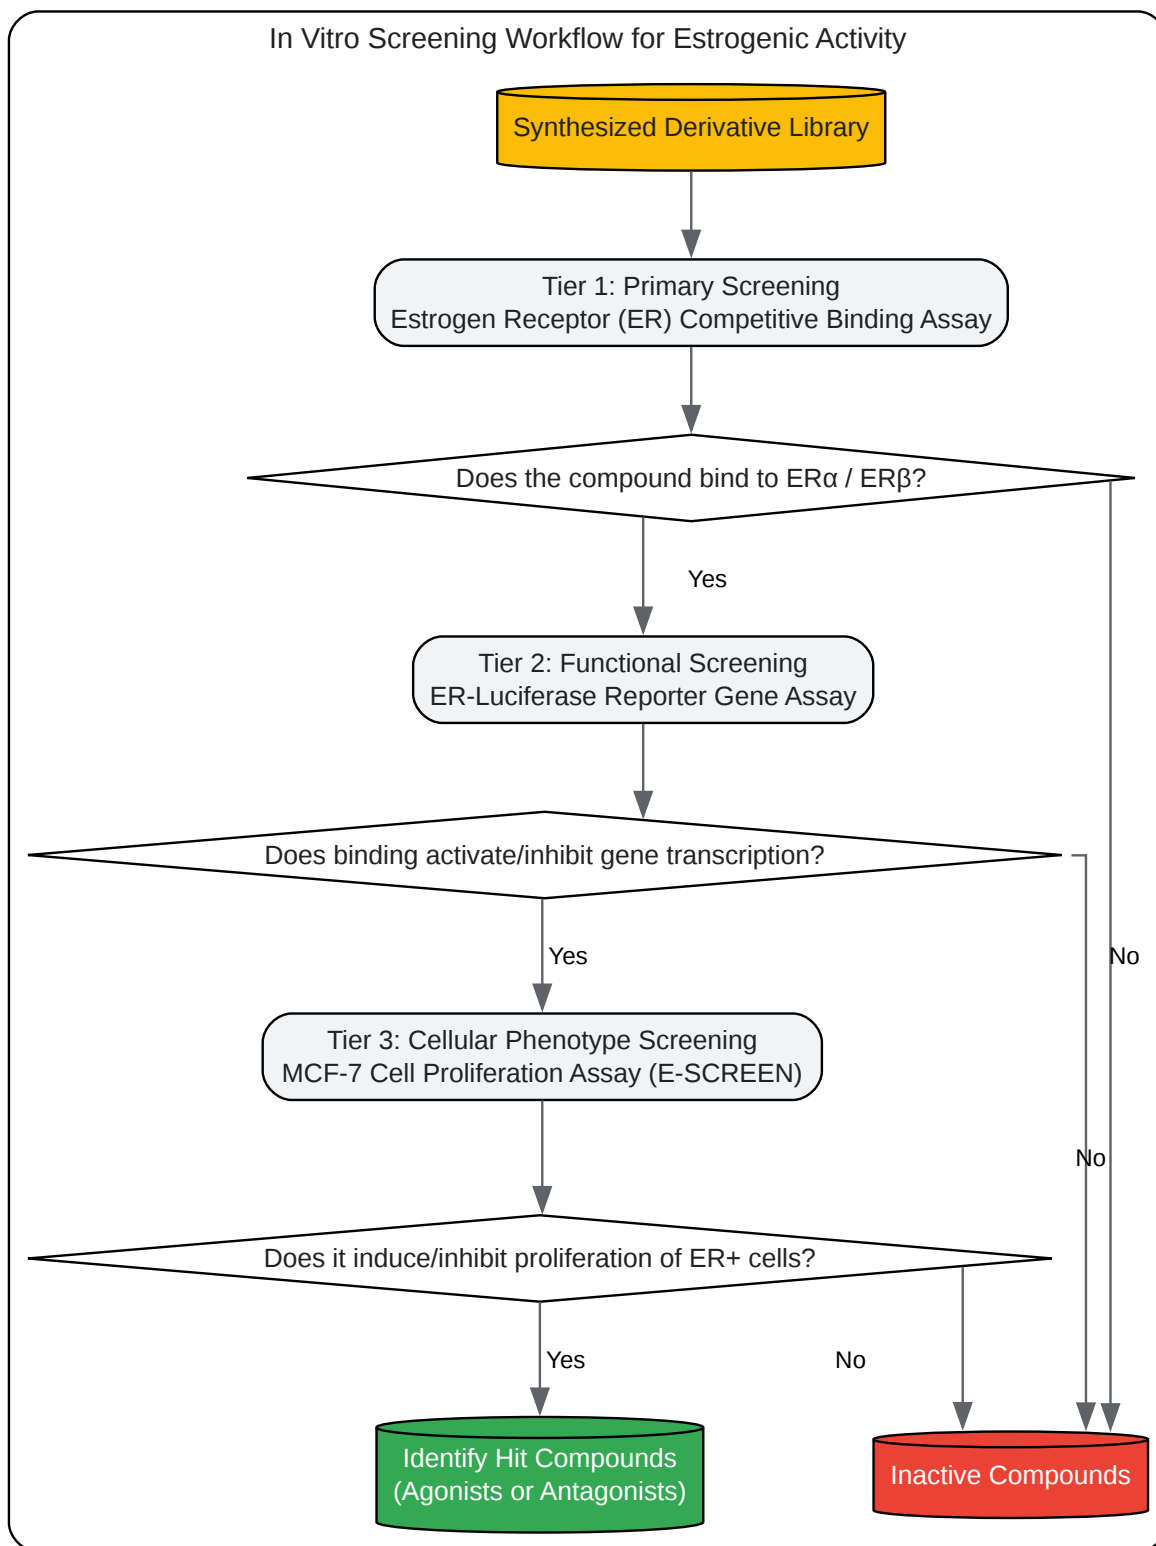 In Vitro Screening Workflow for Estrogenic Activity
Synthesized Derivative Library
Tier 1: Primary Screening
Estrogen Receptor (ER) Competitive Binding Assay
Does the compound bind to ERα / ERβ?
Yes
Tier 2: Functional Screening
ER-Luciferase Reporter Gene Assay
Does binding activate/inhibit gene transcription?
Yes
No
Tier 3: Cellular Phenotype Screening
MCF-7 Cell Proliferation Assay (E-SCREEN)
No
Does it induce/inhibit proliferation of ER+ cells?
Yes
No
Identify Hit Compounds
(Agonists or Antagonists)
Inactive Compounds